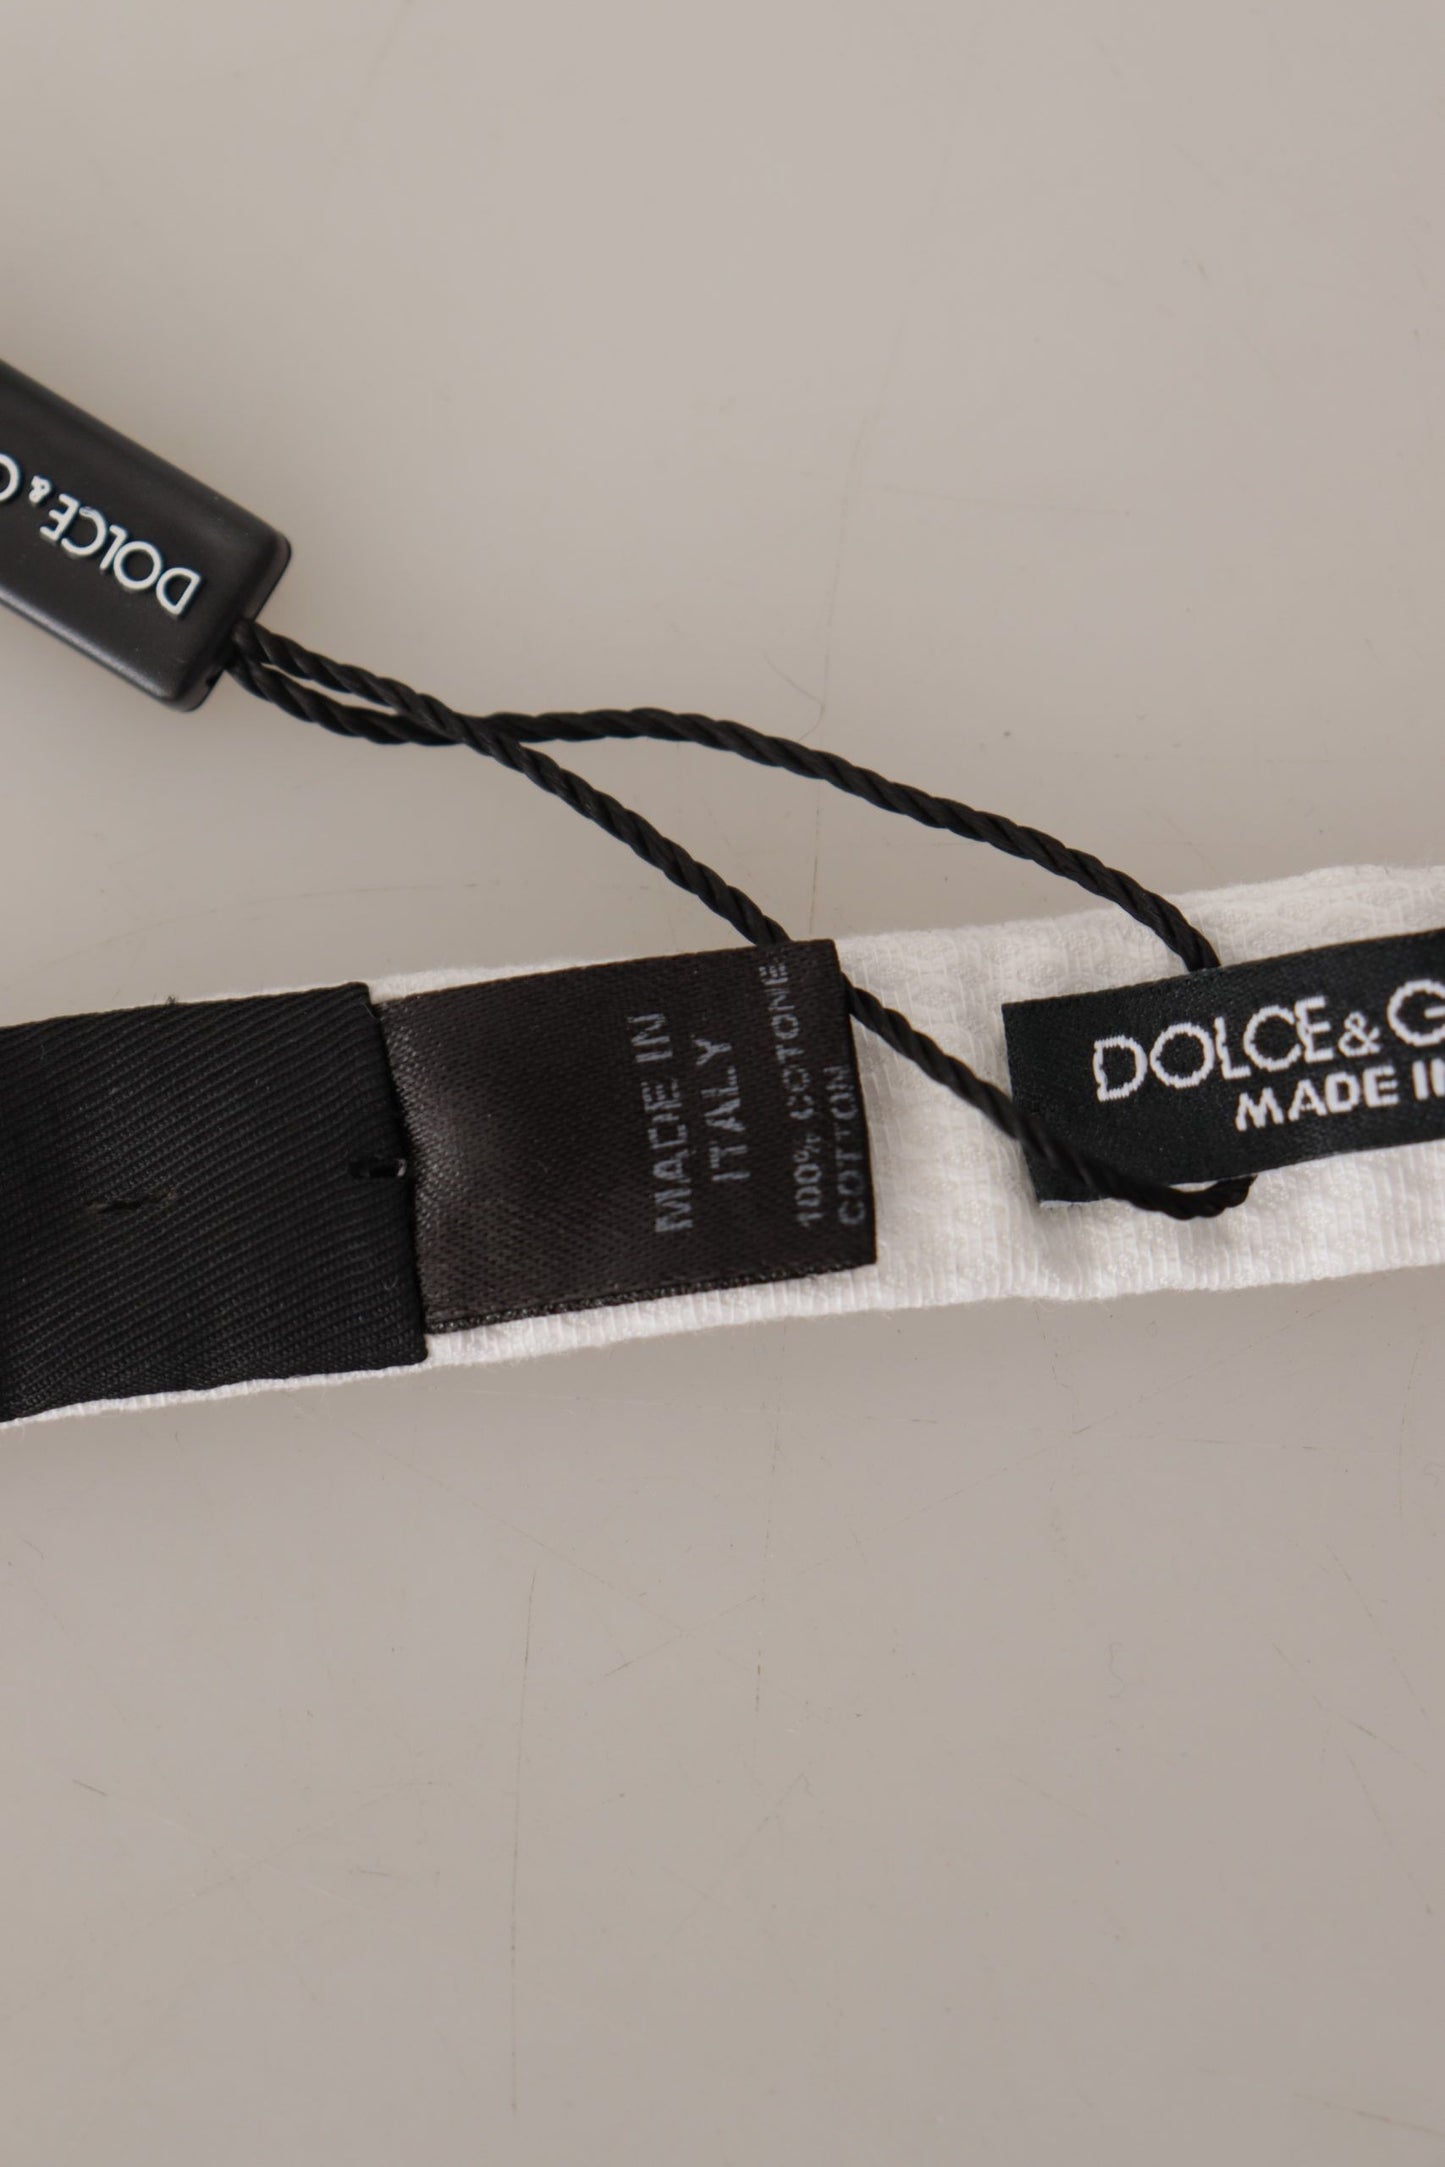 DOLCE &
MADE IN
ITALY
100% COTONE
COTTON
DOLCE & G
MADE IN